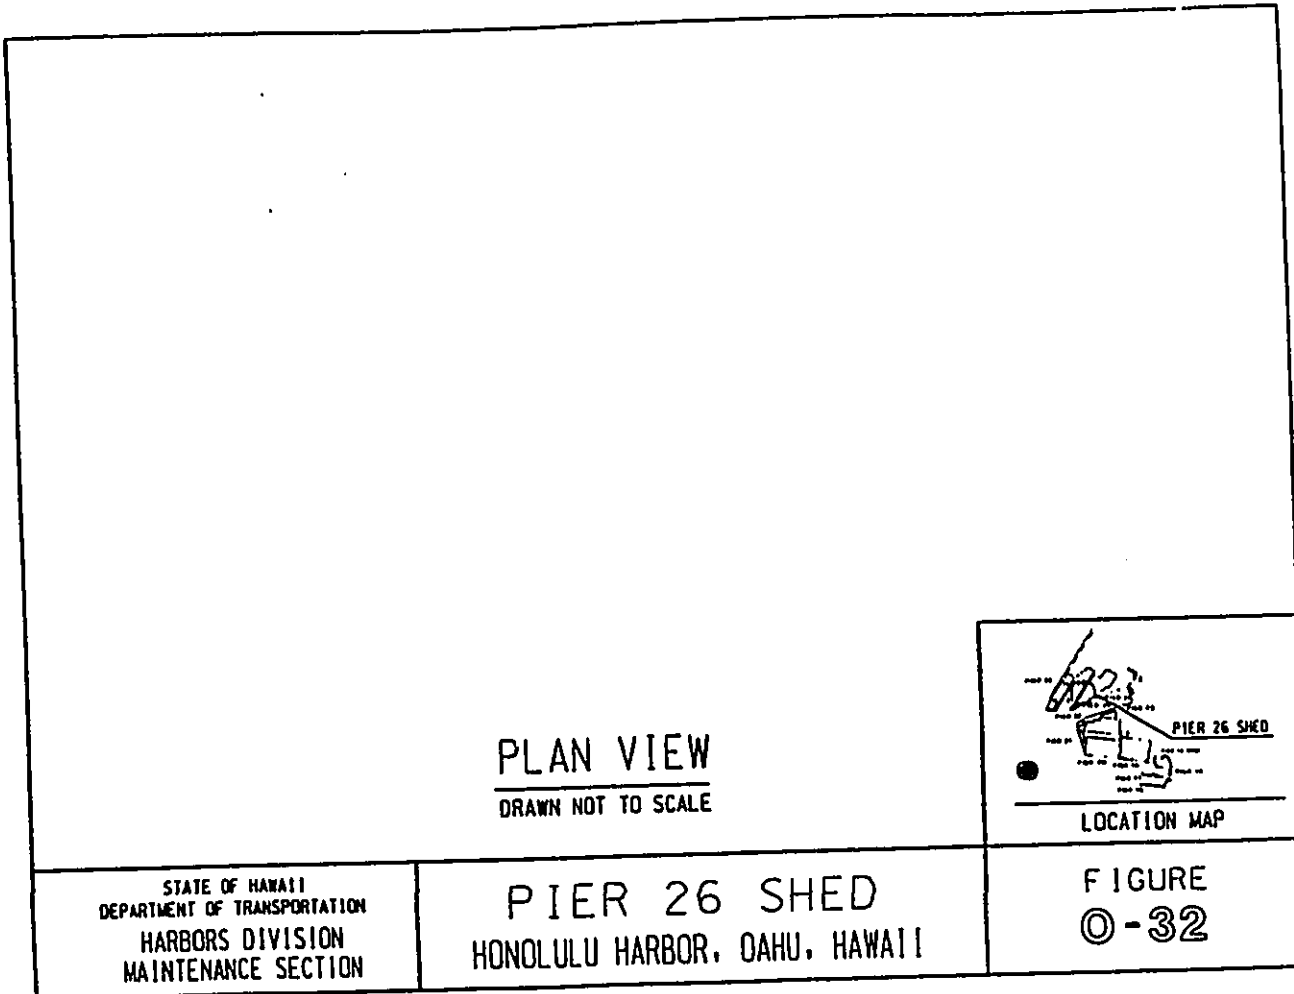 PLAN VIEW
DRAWN NOT TO SCALE
PIER 26 SHED
LOCATION MAP
STATE OF HAWAII
DEPARTMENT OF TRANSPORTATION
HARBORS DIVISION
MAINTENANCE SECTION
PIER 26 SHED
HONOLULU HARBOR, OAHU, HAWAII
FIGURE
O-32